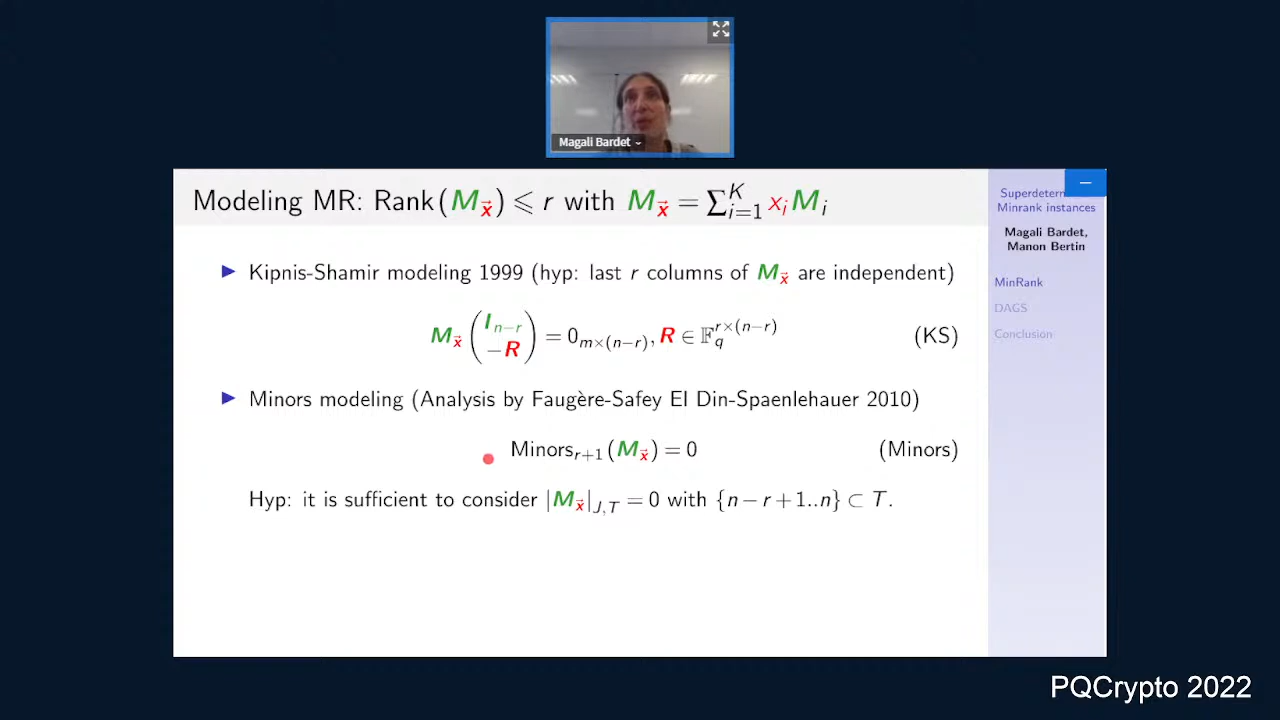 Magali Bardet
Modeling MR: Rank(M_x⃗) ⩽ r with M_x⃗ = ∑_{i=1}^{K} x_i M_i
▶ Kipnis-Shamir modeling 1999 (hyp: last r columns of M_x⃗ are independent)
M_x⃗ (I_{n−r} / −R) = 0_{m×(n−r)}, R ∈ 𝔽_q^{r×(n−r)} (KS)
▶ Minors modeling (Analysis by Faugère-Safey El Din-Spaenlehauer 2010)
Minors_{r+1}(M_x⃗) = 0 (Minors)
Hyp: it is sufficient to consider |M_x⃗|_{J,T} = 0 with {n − r + 1..n} ⊂ T.
Superdeter
Minrank instances
Magali Bardet,
Manon Bertin
MinRank
DAGS
Conclusion
PQCrypto 2022